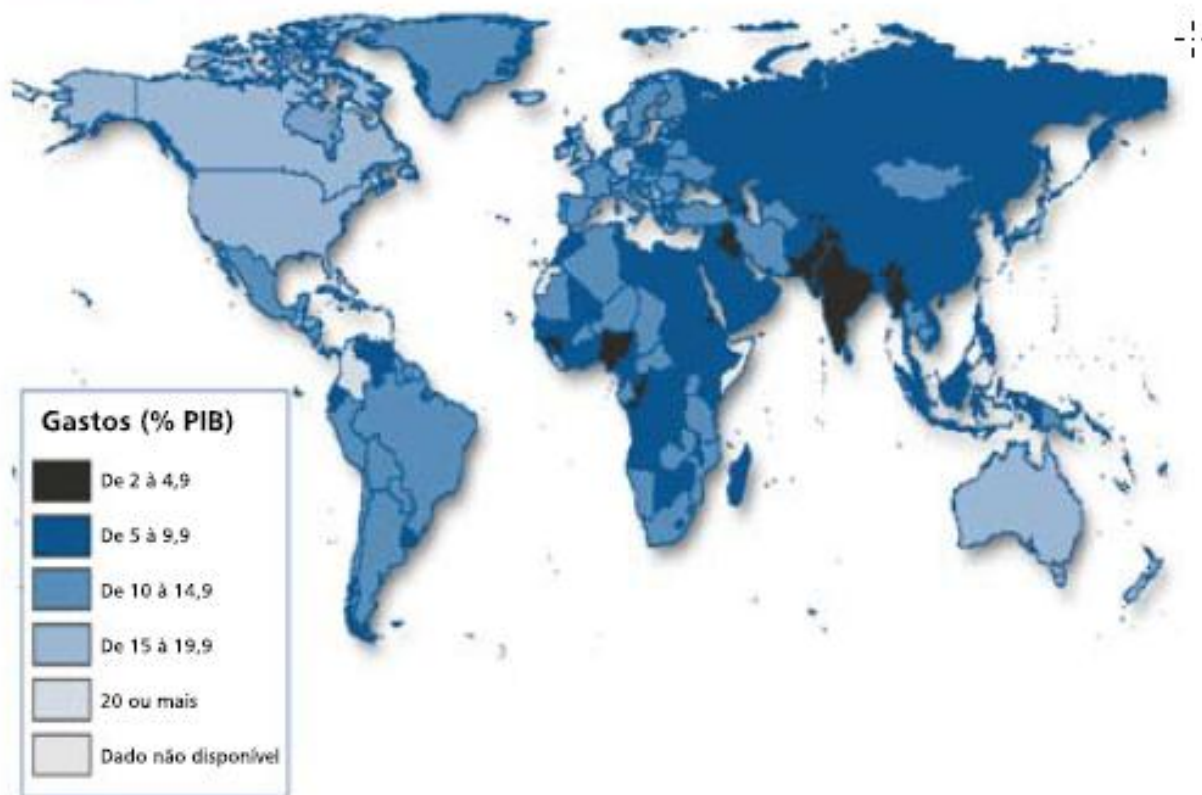 Gastos (% PIB)
De 2 à 4,9
De 5 à 9,9
De 10 à 14,9
De 15 à 19,9
20 ou mais
Dado não disponível